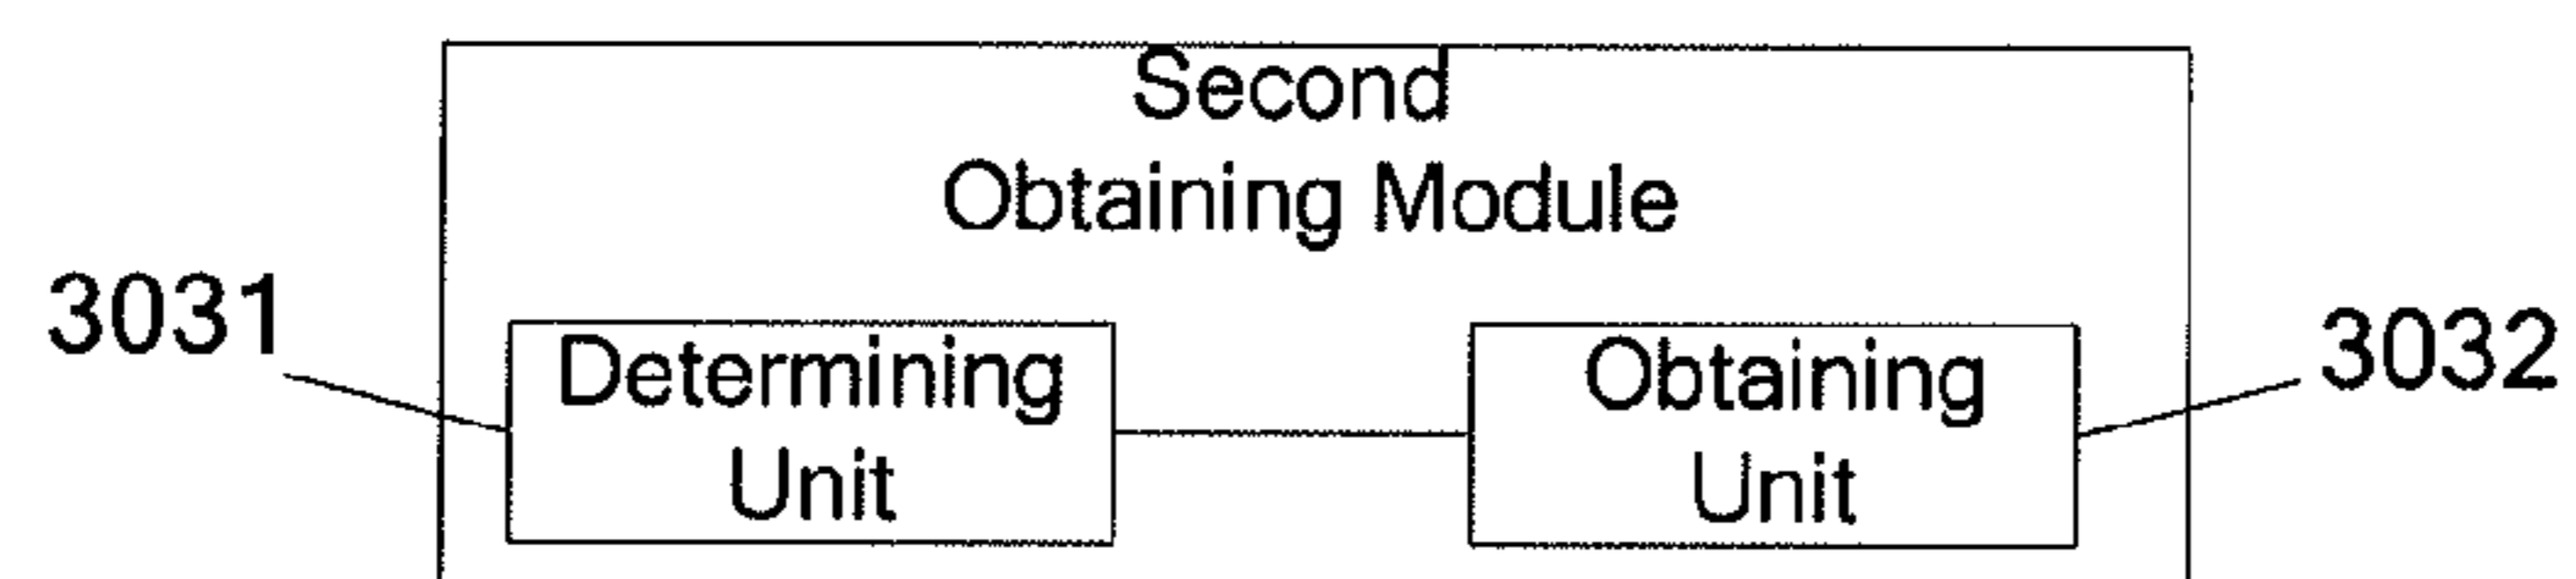 Second
Obtaining Module
3031
Determining
Unit
Obtaining
Unit
3032